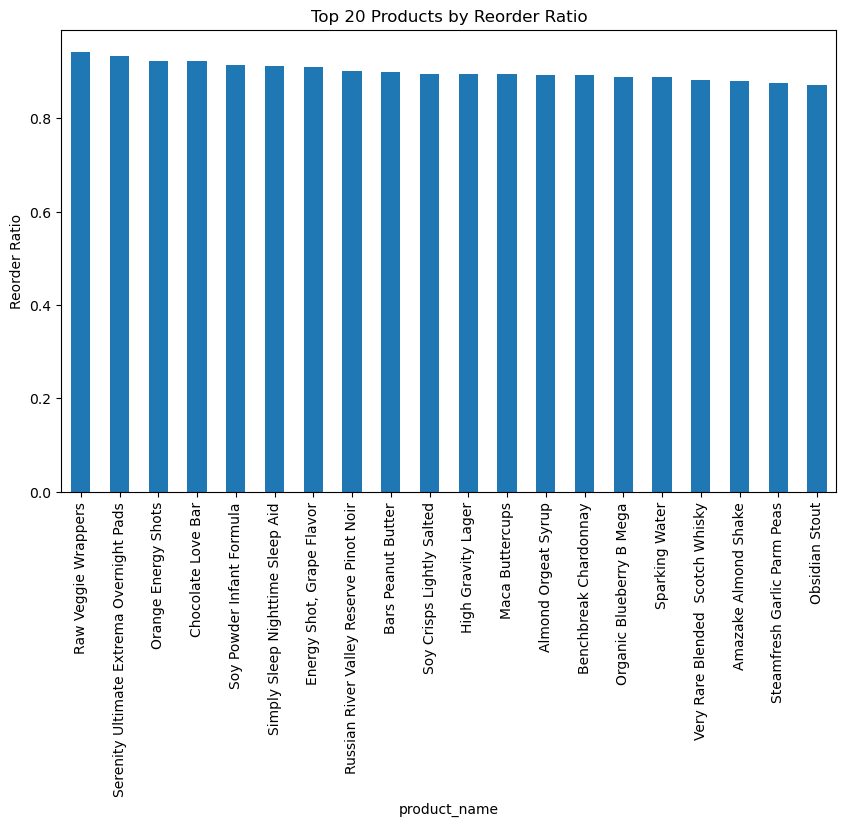 Top 20 Products by Reorder Ratio
Reorder Ratio
0.8
0.6
0.4
0.2
0.0
Raw Veggie Wrappers
Serenity Ultimate Extrema Overnight Pads
Orange Energy Shots
Chocolate Love Bar
Soy Powder Infant Formula
Simply Sleep Nighttime Sleep Aid
Energy Shot, Grape Flavor
Russian River Valley Reserve Pinot Noir
Bars Peanut Butter
Soy Crisps Lightly Salted
High Gravity Lager
Maca Buttercups
Almond Orgeat Syrup
Benchbreak Chardonnay
Organic Blueberry B Mega
Sparking Water
Very Rare Blended  Scotch Whisky
Amazake Almond Shake
Steamfresh Garlic Parm Peas
Obsidian Stout
product_name